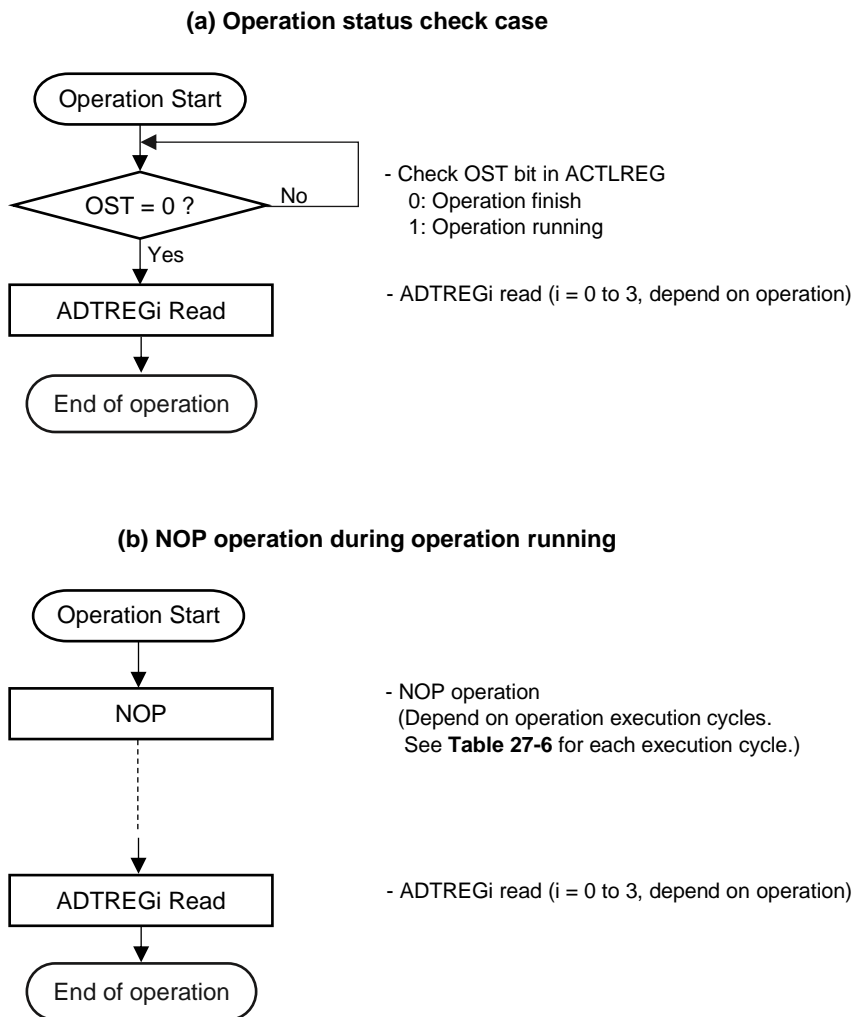 (a) Operation status check case
Operation Start
OST = 0 ?
No
Yes
- Check OST bit in ACTLREG
0: Operation finish
1: Operation running
ADTREGi Read
- ADTREGi read (i = 0 to 3, depend on operation)
End of operation
(b) NOP operation during operation running
Operation Start
NOP
- NOP operation
(Depend on operation execution cycles.
See Table 27-6 for each execution cycle.)
ADTREGi Read
- ADTREGi read (i = 0 to 3, depend on operation)
End of operation